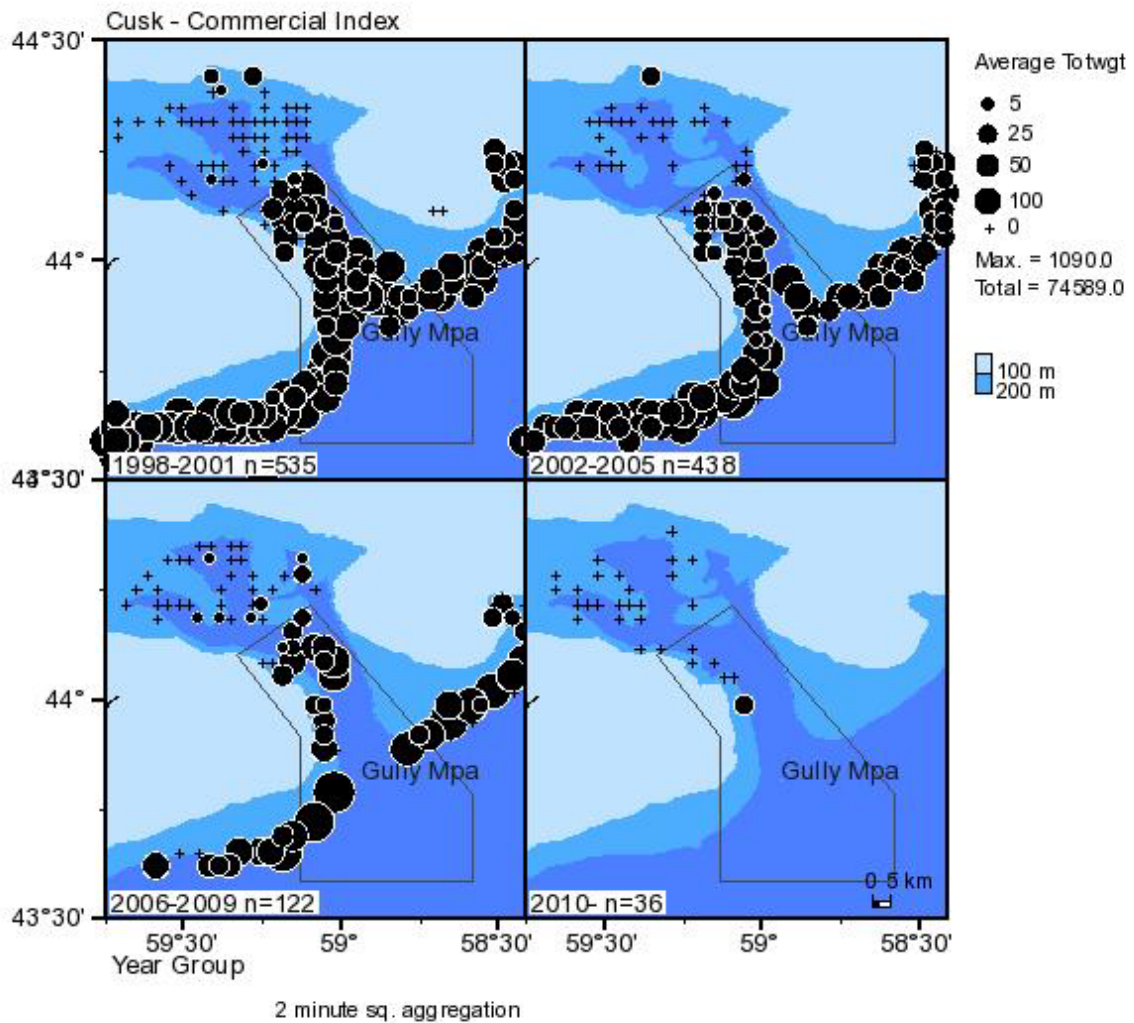 Cusk - Commercial Index
44°30'
Average Totwgt
5
25
50
100
0
Max. = 1090.0
Total = 74589.0
100 m
200 m
44°
Gully Mpa
Gully Mpa
1998-2001 n=535
2002-2005 n=438
43°30'
44°
Gully Mpa
Gully Mpa
0 5 km
2006-2009 n=122
2010- n=36
43°30'
59°30'
59°
58°30'
59°30'
59°
58°30'
Year Group
2 minute sq. aggregation